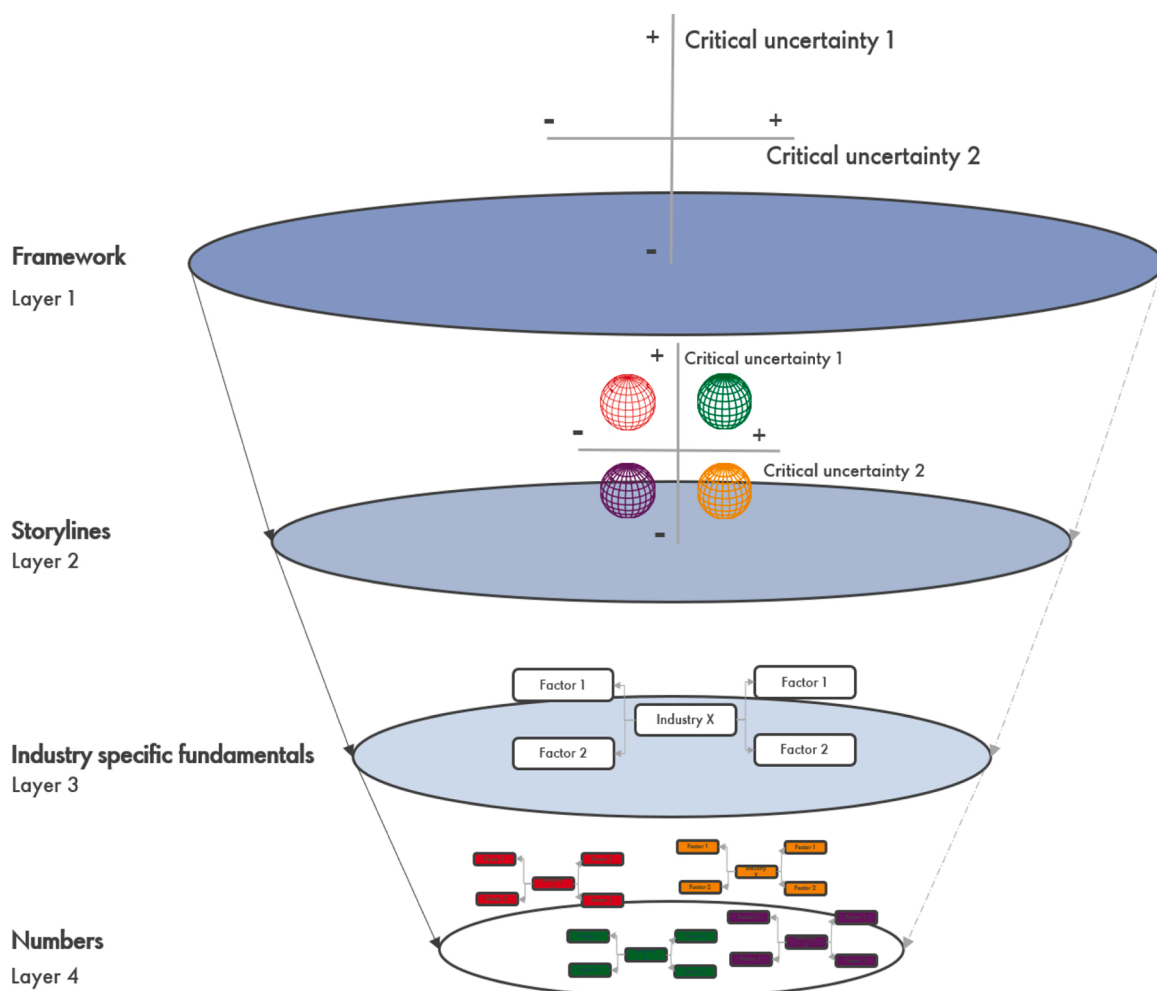 + Critical uncertainty 1
- +
Critical uncertainty 2
Framework
-
Layer 1
+ Critical uncertainty 1
- +
Critical uncertainty 2
Storylines
-
Layer 2
Factor 1
Factor 1
Industry X
Factor 2
Factor 2
Industry specific fundamentals
Layer 3
Factor 1
Factor 1
Industry
X
Factor 2
Factor 2
Numbers
Layer 4